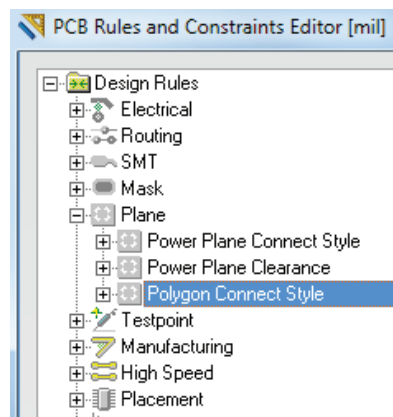 PCB Rules and Constraints Editor [mil]
Design Rules
Electrical
Routing
SMT
Mask
Plane
Power Plane Connect Style
Power Plane Clearance
Polygon Connect Style
Testpoint
Manufacturing
High Speed
Placement